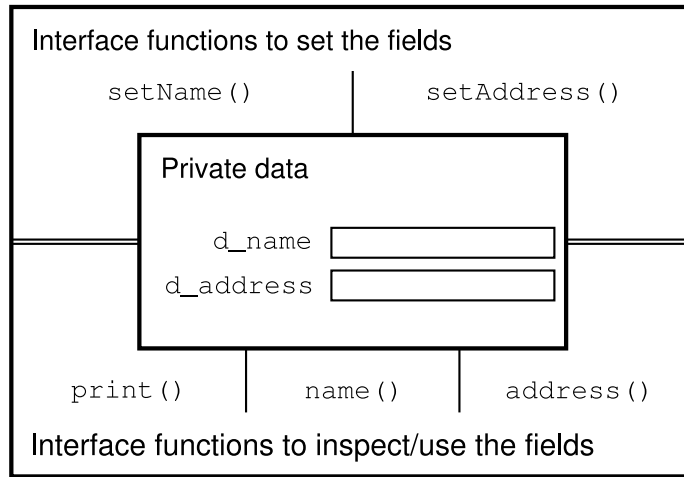 Interface functions to set the fields
setName() setAddress()
Private data
d_name
d_address
print() name() address()
Interface functions to inspect/use the fields